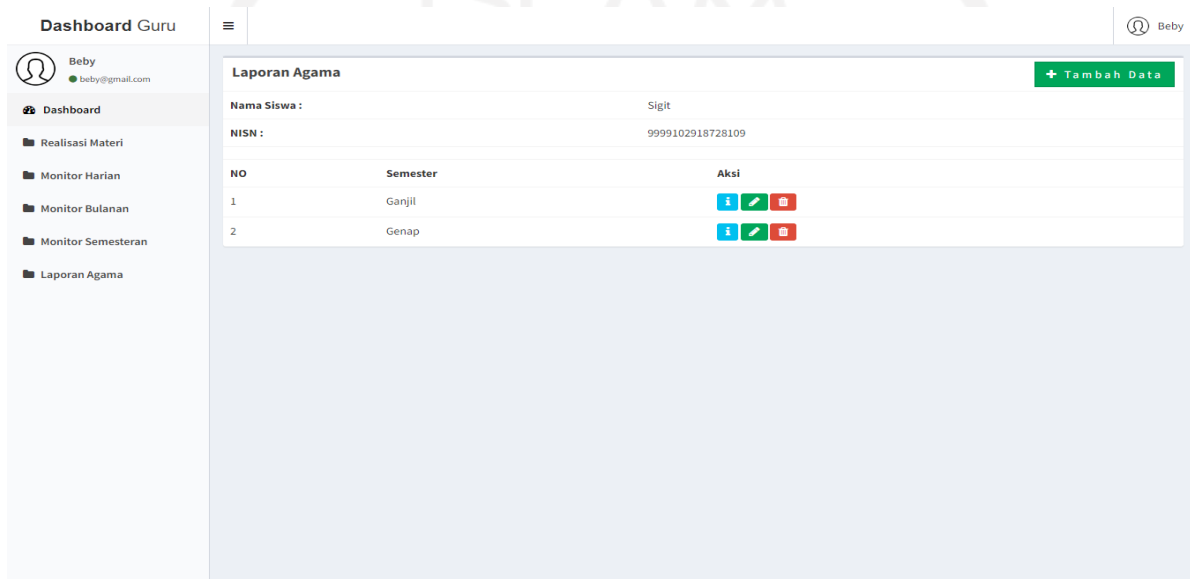 Dashboard Guru
Beby
Beby
beby@gmail.com
Dashboard
Realisasi Materi
Monitor Harian
Monitor Bulanan
Monitor Semesteran
Laporan Agama
Laporan Agama
Tambah Data
Nama Siswa : Sigit
NISN : 9999102918728109
NO Semester Aksi
1 Ganjil
2 Genap